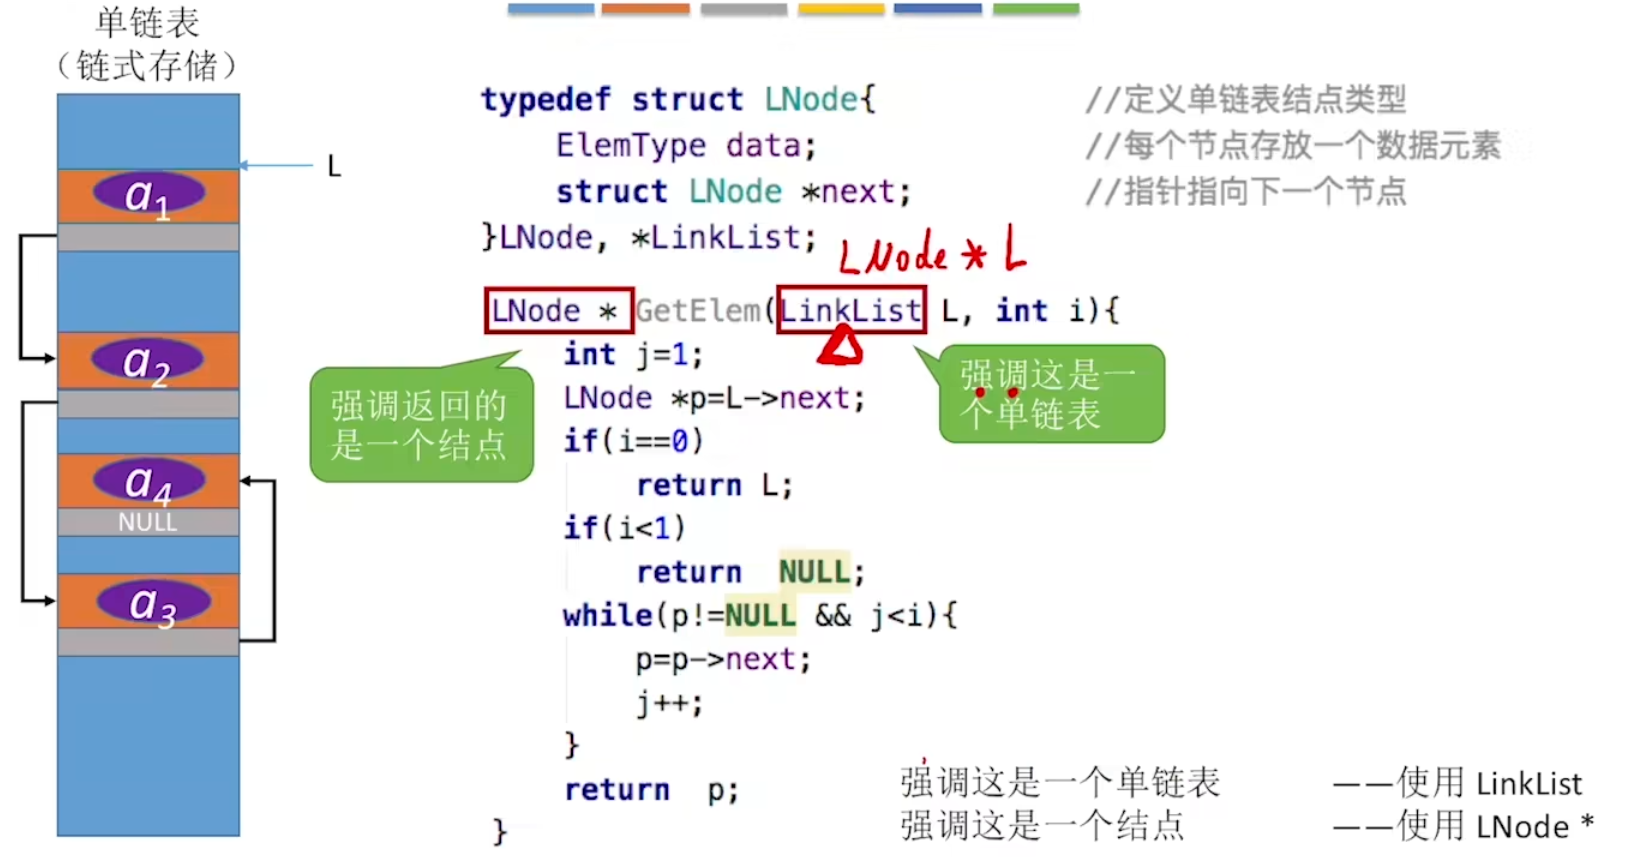 单链表
（链式存储）
L
a1
a2
a4
NULL
a3
typedef struct LNode{ //定义单链表结点类型
ElemType data; //每个节点存放一个数据元素
struct LNode *next; //指针指向下一个节点
}LNode, *LinkList;
LNode * L
LNode * GetElem(LinkList L, int i){
int j=1;
LNode *p=L->next;
if(i==0)
return L;
if(i<1)
return NULL;
while(p!=NULL && j<i){
p=p->next;
j++;
}
return p;
}
强调返回的
是一个结点
强调这是一
个单链表
强调这是一个单链表 ——使用 LinkList
强调这是一个结点 ——使用 LNode *